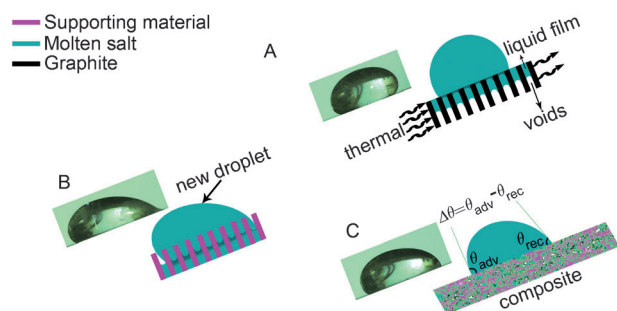 Supporting material
Molten salt
Graphite
A
liquid film
thermal
voids
B
new droplet
C
Δθ=θadv-θrec
θadv
θrec
composite